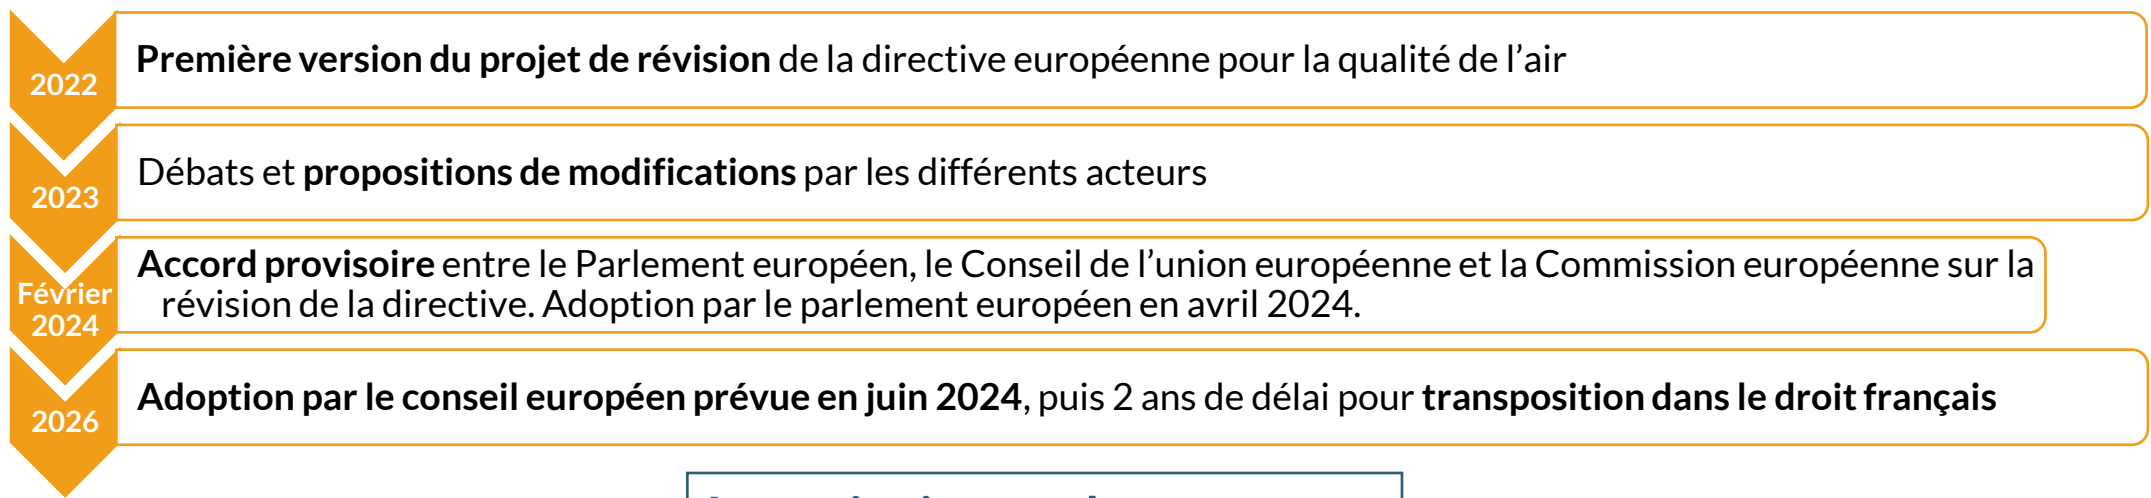 2022
Première version du projet de révision de la directive européenne pour la qualité de l’air
2023
Débats et propositions de modifications par les différents acteurs
Février
2024
Accord provisoire entre le Parlement européen, le Conseil de l’union européenne et la Commission européenne sur la
révision de la directive. Adoption par le parlement européen en avril 2024.
2026
Adoption par le conseil européen prévue en juin 2024, puis 2 ans de délai pour transposition dans le droit français